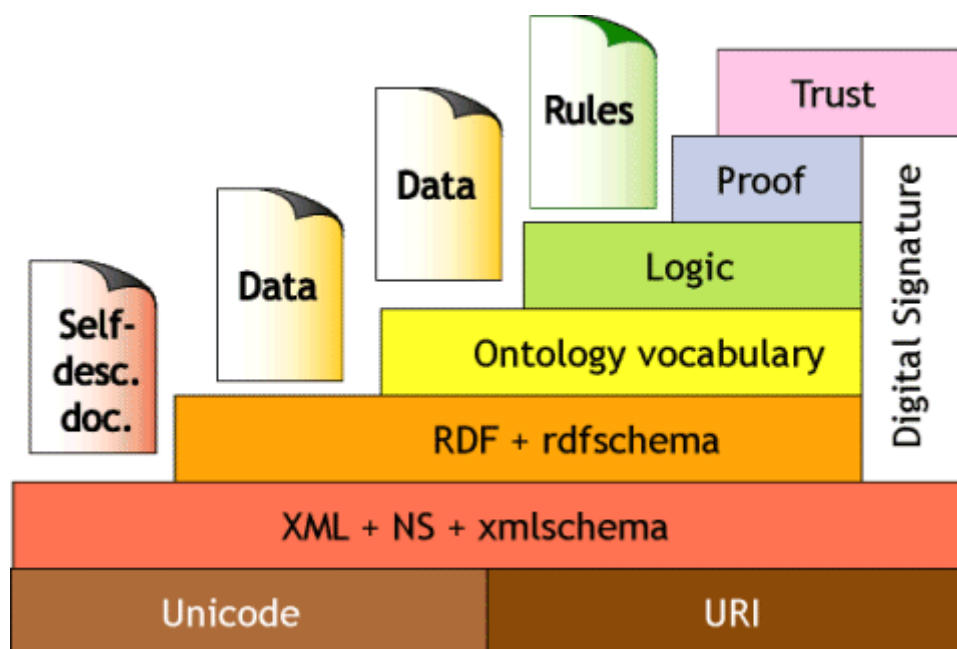 Rules
Trust
Data
Proof
Data
Logic
Self-
desc.
doc.
Ontology vocabulary
Digital Signature
RDF + rdfschema
XML + NS + xmlschema
Unicode
URI